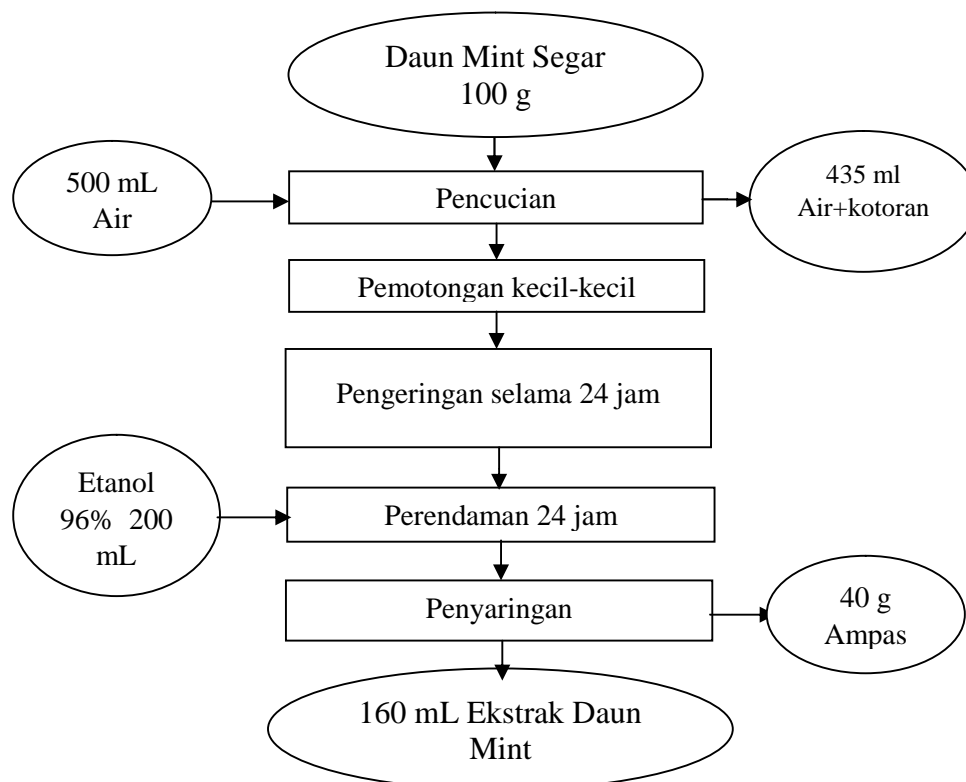 Daun Mint Segar
100 g
500 mL
Air
Pencucian
435 ml
Air+kotoran
Pemotongan kecil-kecil
Pengeringan selama 24 jam
Etanol
96% 200
mL
Perendaman 24 jam
Penyaringan
40 g
Ampas
160 mL Ekstrak Daun
Mint